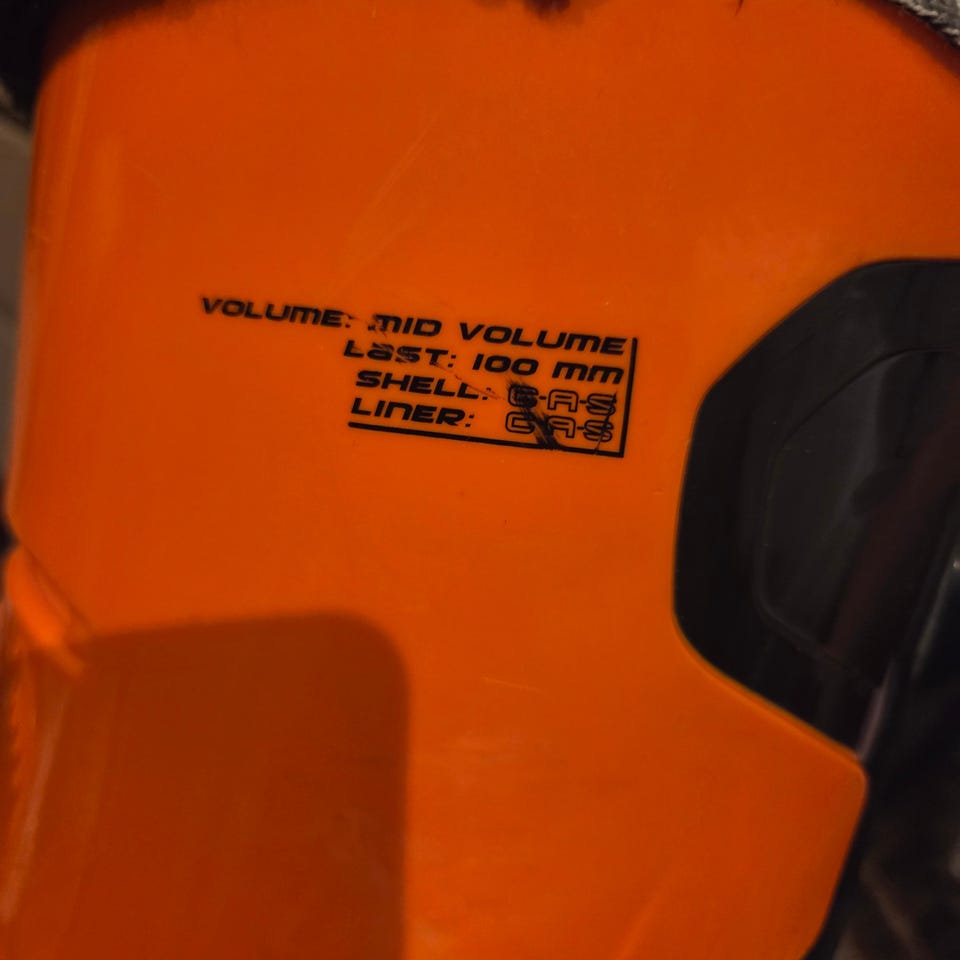 VOLUME: MID VOLUME
LAST: 100 MM
SHELL: C-A-S
LINER: C-A-S